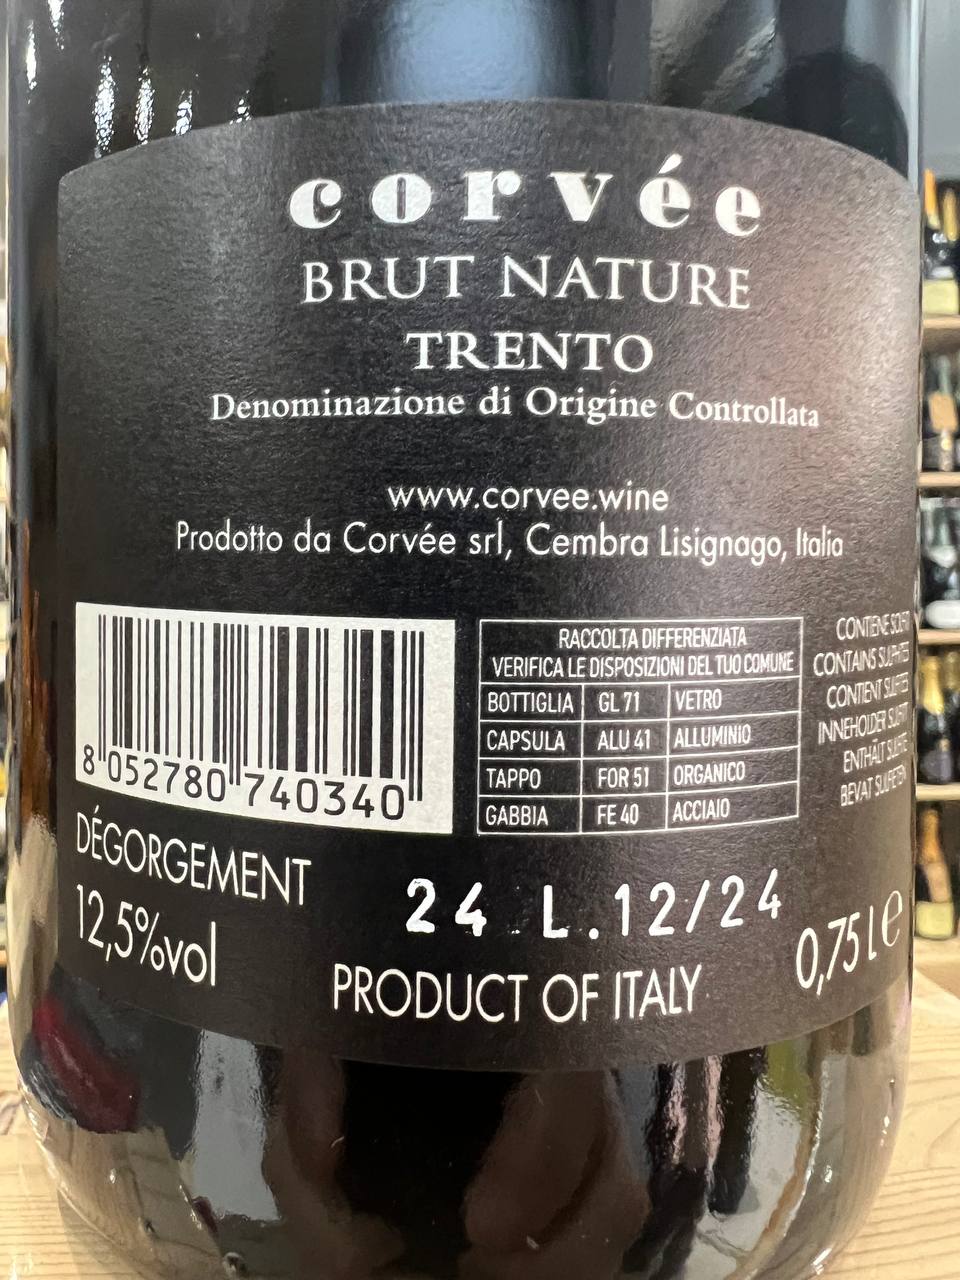 corvée
BRUT NATURE
TRENTO
Denominazione di Origine Controllata
www.corvee.wine
Prodotto da Corvée srl, Cembra Lisignago, Italia
8 052780 740340
RACCOLTA DIFFERENZIATA
VERIFICA LE DISPOSIZIONI DEL TUO COMUNE
BOTTIGLIA GL 71 VETRO
CAPSULA ALU 41 ALLUMINIO
TAPPO FOR 51 ORGANICO
GABBIA FE 40 ACCIAIO
CONTIENE SOLFITI
CONTAINS SULPHITES
CONTIENT SULFITES
INNEHOLDER SULFIT
ENTHÄLT SULFITE
BEVAT SULFIETEN
DÉGORGEMENT
24 L.12/24
12,5%vol
PRODUCT OF ITALY
0,75 l e